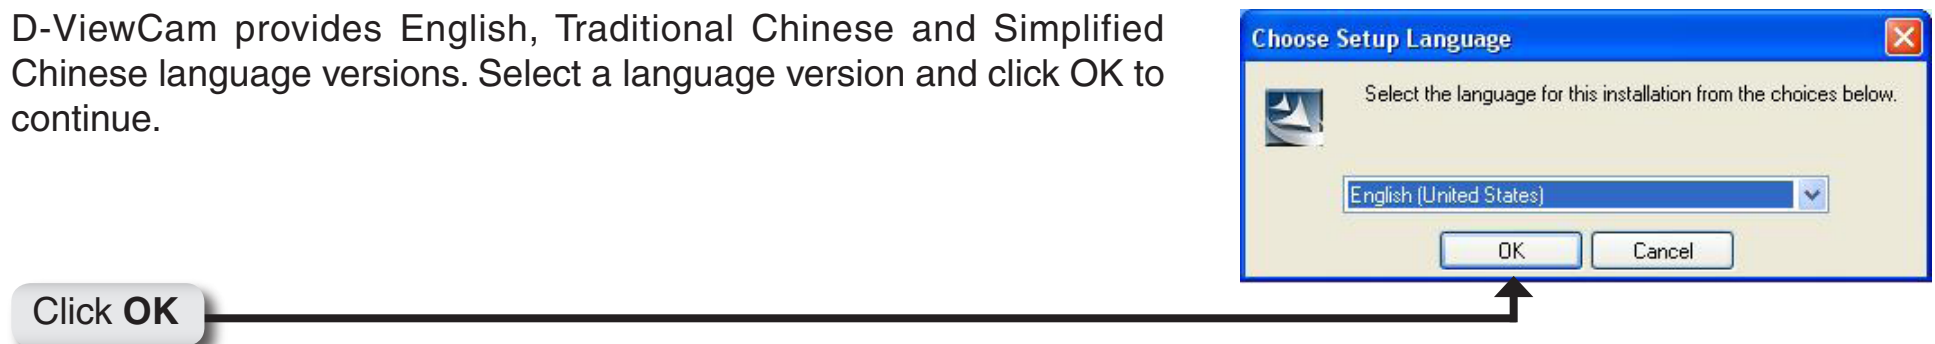 D-ViewCam provides English, Traditional Chinese and Simplified
Chinese language versions. Select a language version and click OK to
continue.
Choose Setup Language
Select the language for this installation from the choices below.
English (United States)
OK
Cancel
Click OK